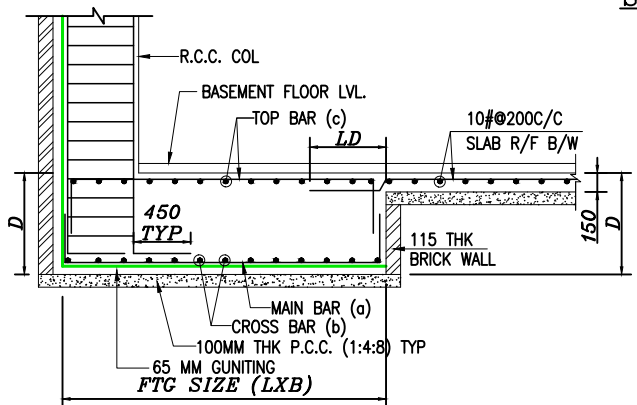 b
R.C.C. COL
BASEMENT FLOOR LVL.
TOP BAR (c)
LD
10#@200C/C
SLAB R/F B/W
D
450
TYP
150
D
115 THK
BRICK WALL
MAIN BAR (a)
CROSS BAR (b)
100MM THK P.C.C. (1:4:8) TYP
65 MM GUNITING
FTG SIZE (LXB)